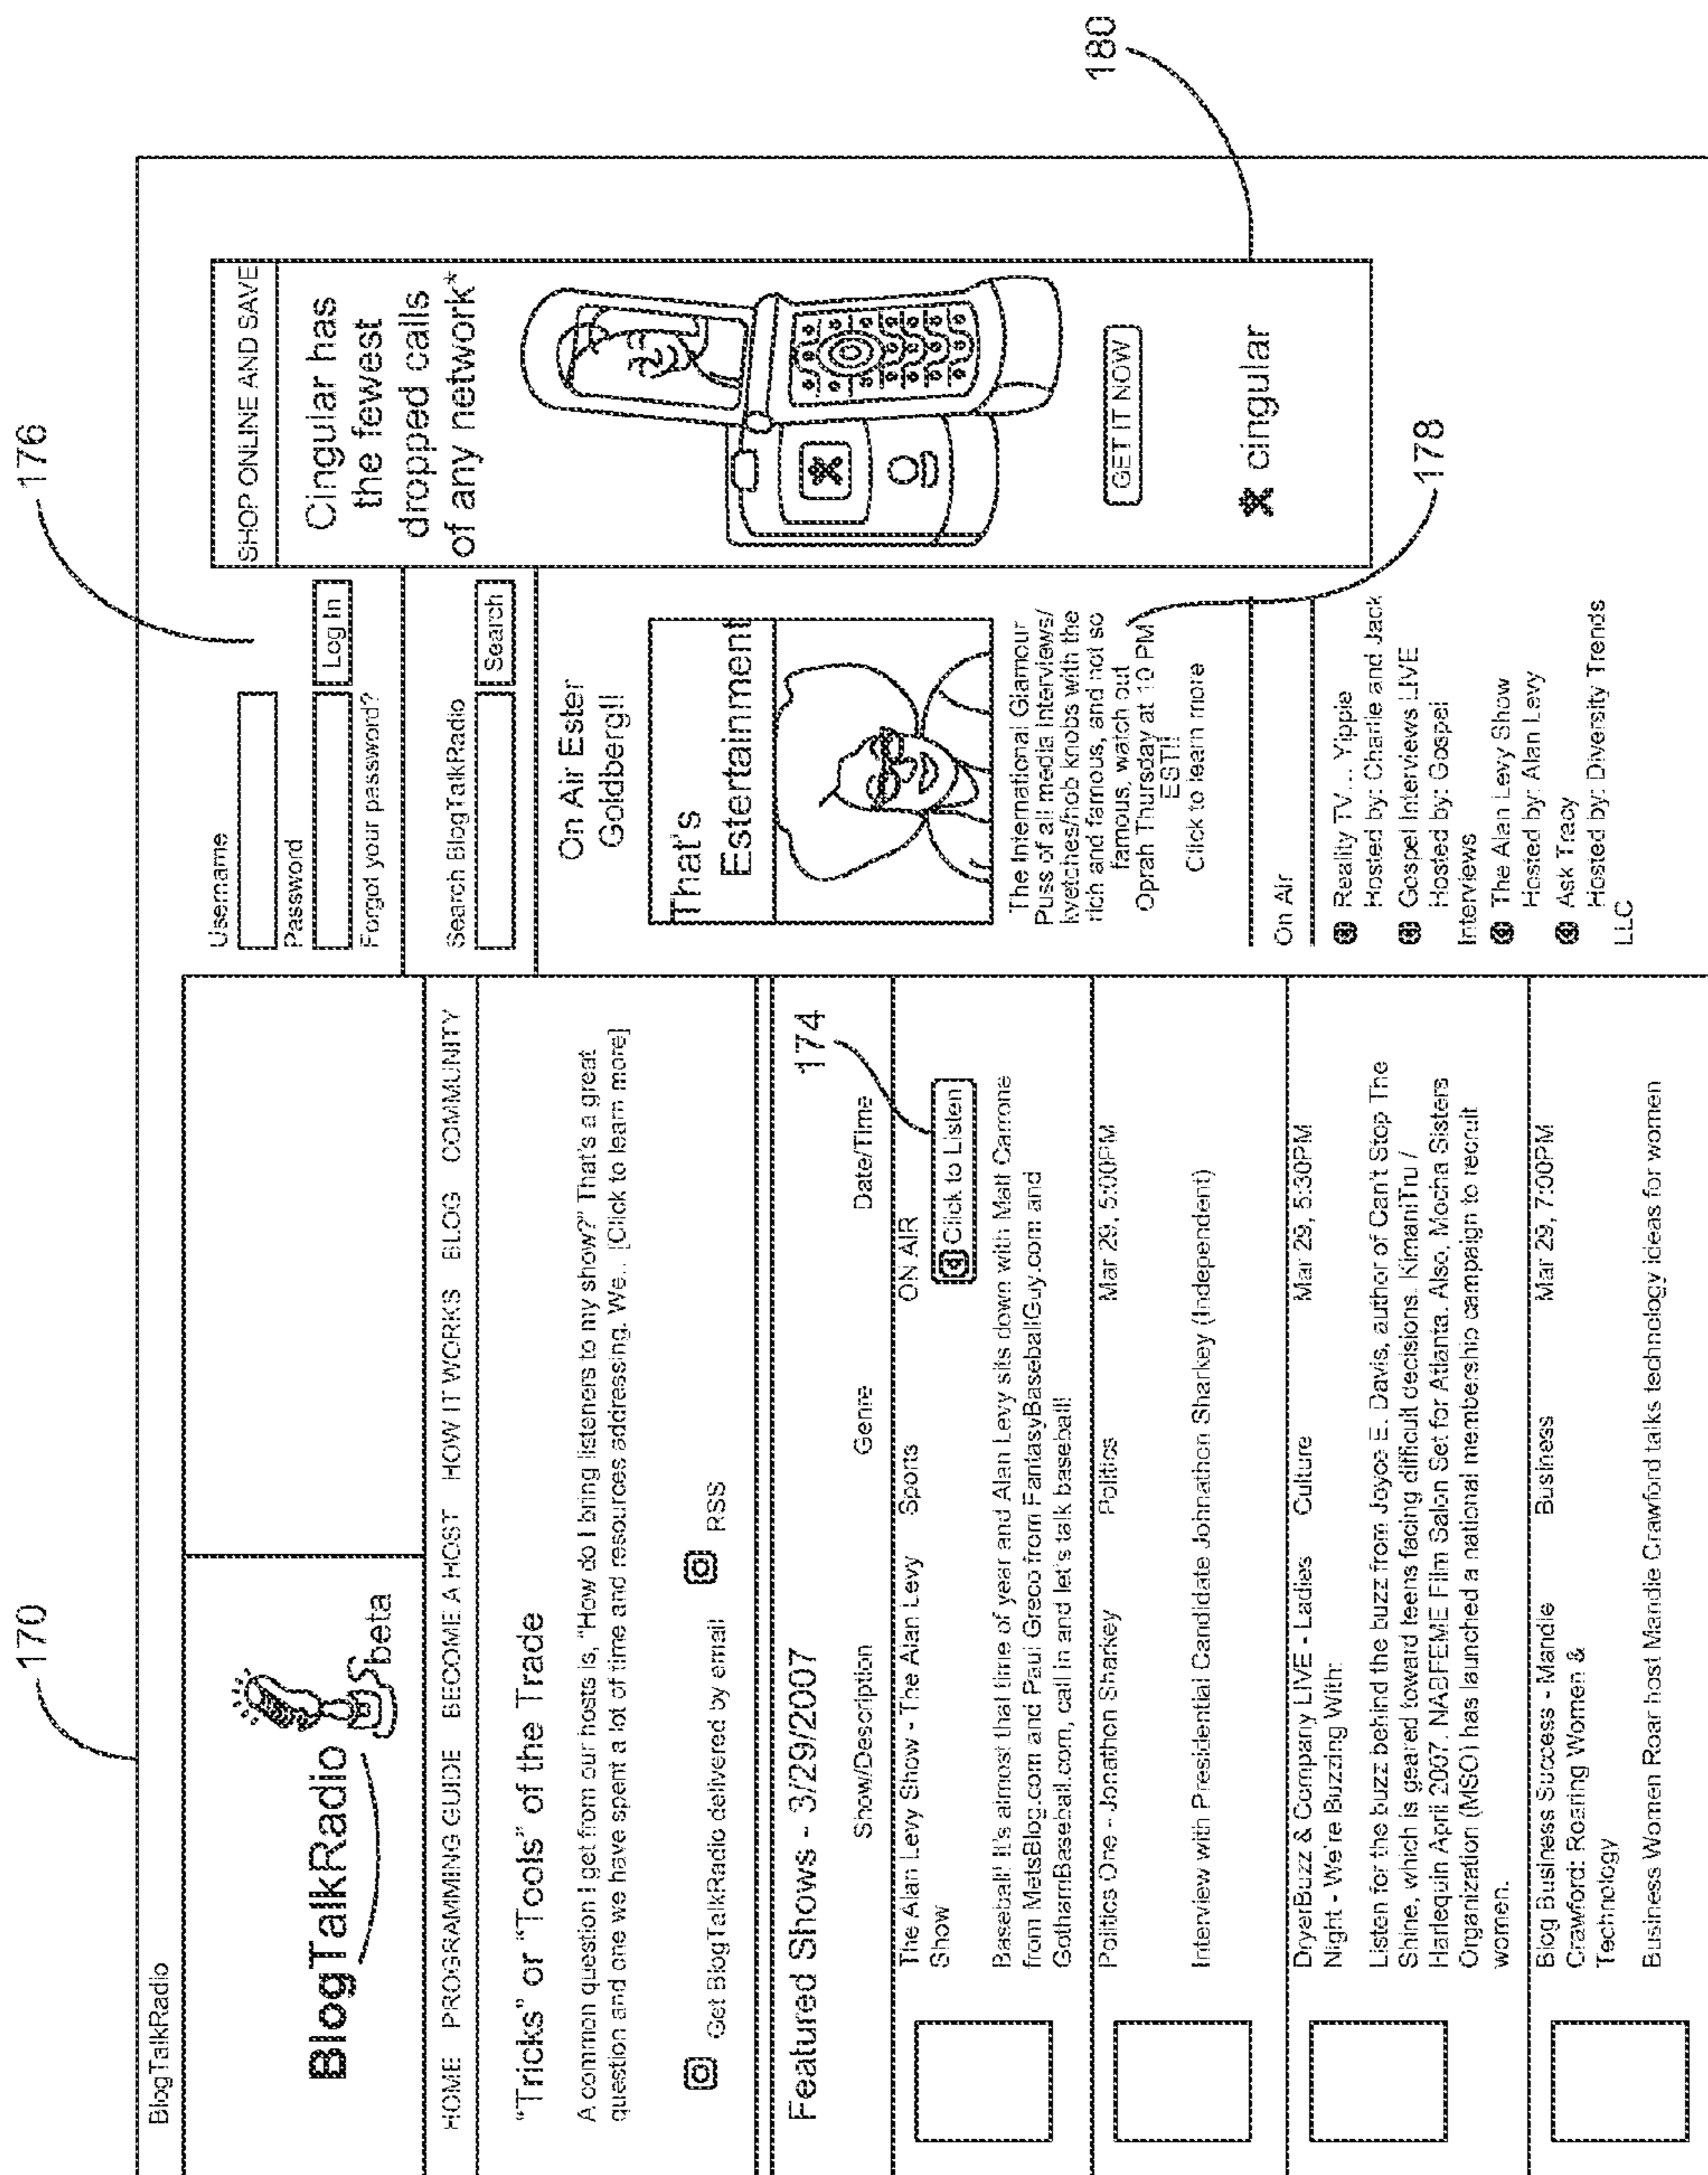 170
176
BlogTalkRadio
BlogTalkRadio
beta
HOME PROGRAMMING GUIDE BECOME A HOST HOW IT WORKS BLOG COMMUNITY
"Tricks" or "Tools" of the Trade
A common question I get from our hosts is, "How do I bring listeners to my show?" That's a great
question and one we have spent a lot of time and resources addressing. We.. [Click to learn more]
Get BlogTalkRadio delivered by email
RSS
Featured Shows - 3/29/2007
174
Show/Description Genre Date/Time
The Alan Levy Show - The Alan Levy Sports ON AIR
Show
Click to Listen
Baseball! It's almost that time of year and Alan Levy sits down with Matt Carrone
from MetsBlog.com and Paul Greco from FantasyBaseballGuy.com and
GothamBaseball.com, call in and let's talk baseball!
Politics One - Jonathon Sharkey Politics Mar 29, 5:00PM
Interview with Presidential Candidate Johnathon Sharkey (Independent)
DryerBuzz & Company LIVE - Ladies Culture Mar 29, 5:30PM
Night - We're Buzzing With:
Listen for the buzz behind the buzz from Joyce E. Davis, author of Can't Stop The
Shine, which is geared toward teens facing difficult decisions. KimaniTru /
Harlequin April 2007. NABFEME Film Salon Set for Atlanta. Also, Mocha Sisters
Organization (MSO) has launched a national membership campaign to recruit
women.
Blog Business Success - Mandie Business Mar 29, 7:00PM
Crawford: Roaring Women &
Technology
Business Women Roar host Mandie Crawford talks technology ideas for women
Username
Password
Log In
Forgot your password?
Search BlogTalkRadio
Search
On Air Ester
Goldberg!!
That's
Estertainment
The International Glamour
Puss of all media interviews/
kvetches/hob knobs with the
rich and famous, and not so
famous, watch out
Oprah Thursday at 10 PM
EST!!
Click to learn more
178
On Air
Reality TV... Yippie
Hosted by: Charlie and Jack
Gospel Interviews LIVE
Hosted by: Gospel
Interviews
The Alan Levy Show
Hosted by: Alan Levy
Ask Tracy
Hosted by: Diversity Trends
LLC
SHOP ONLINE AND SAVE
Cingular has
the fewest
dropped calls
of any network*
GET IT NOW
cingular
180